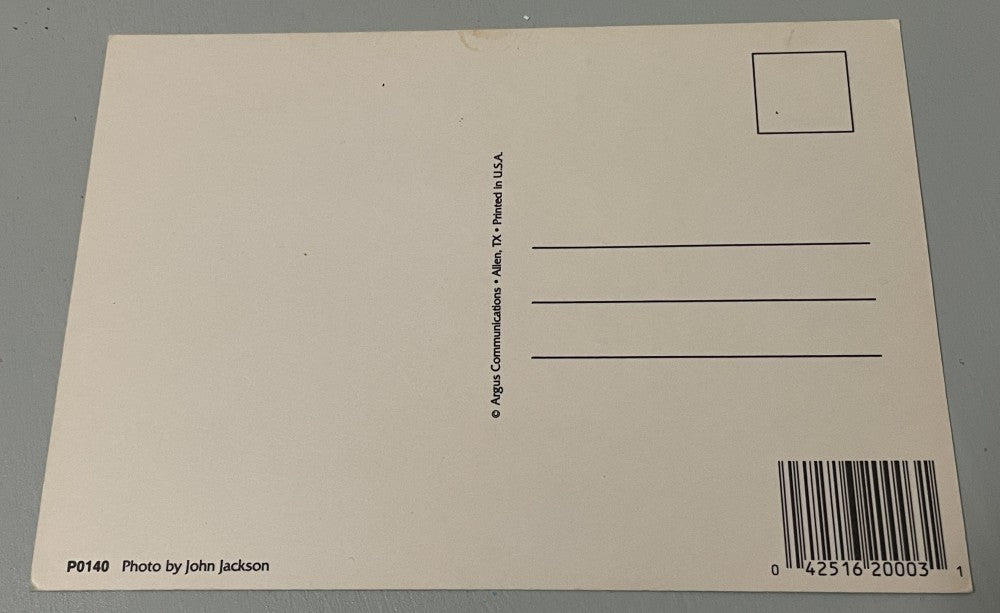 © Argus Communications • Allen, TX • Printed in U.S.A.
P0140 Photo by John Jackson
0 42516 20003 1